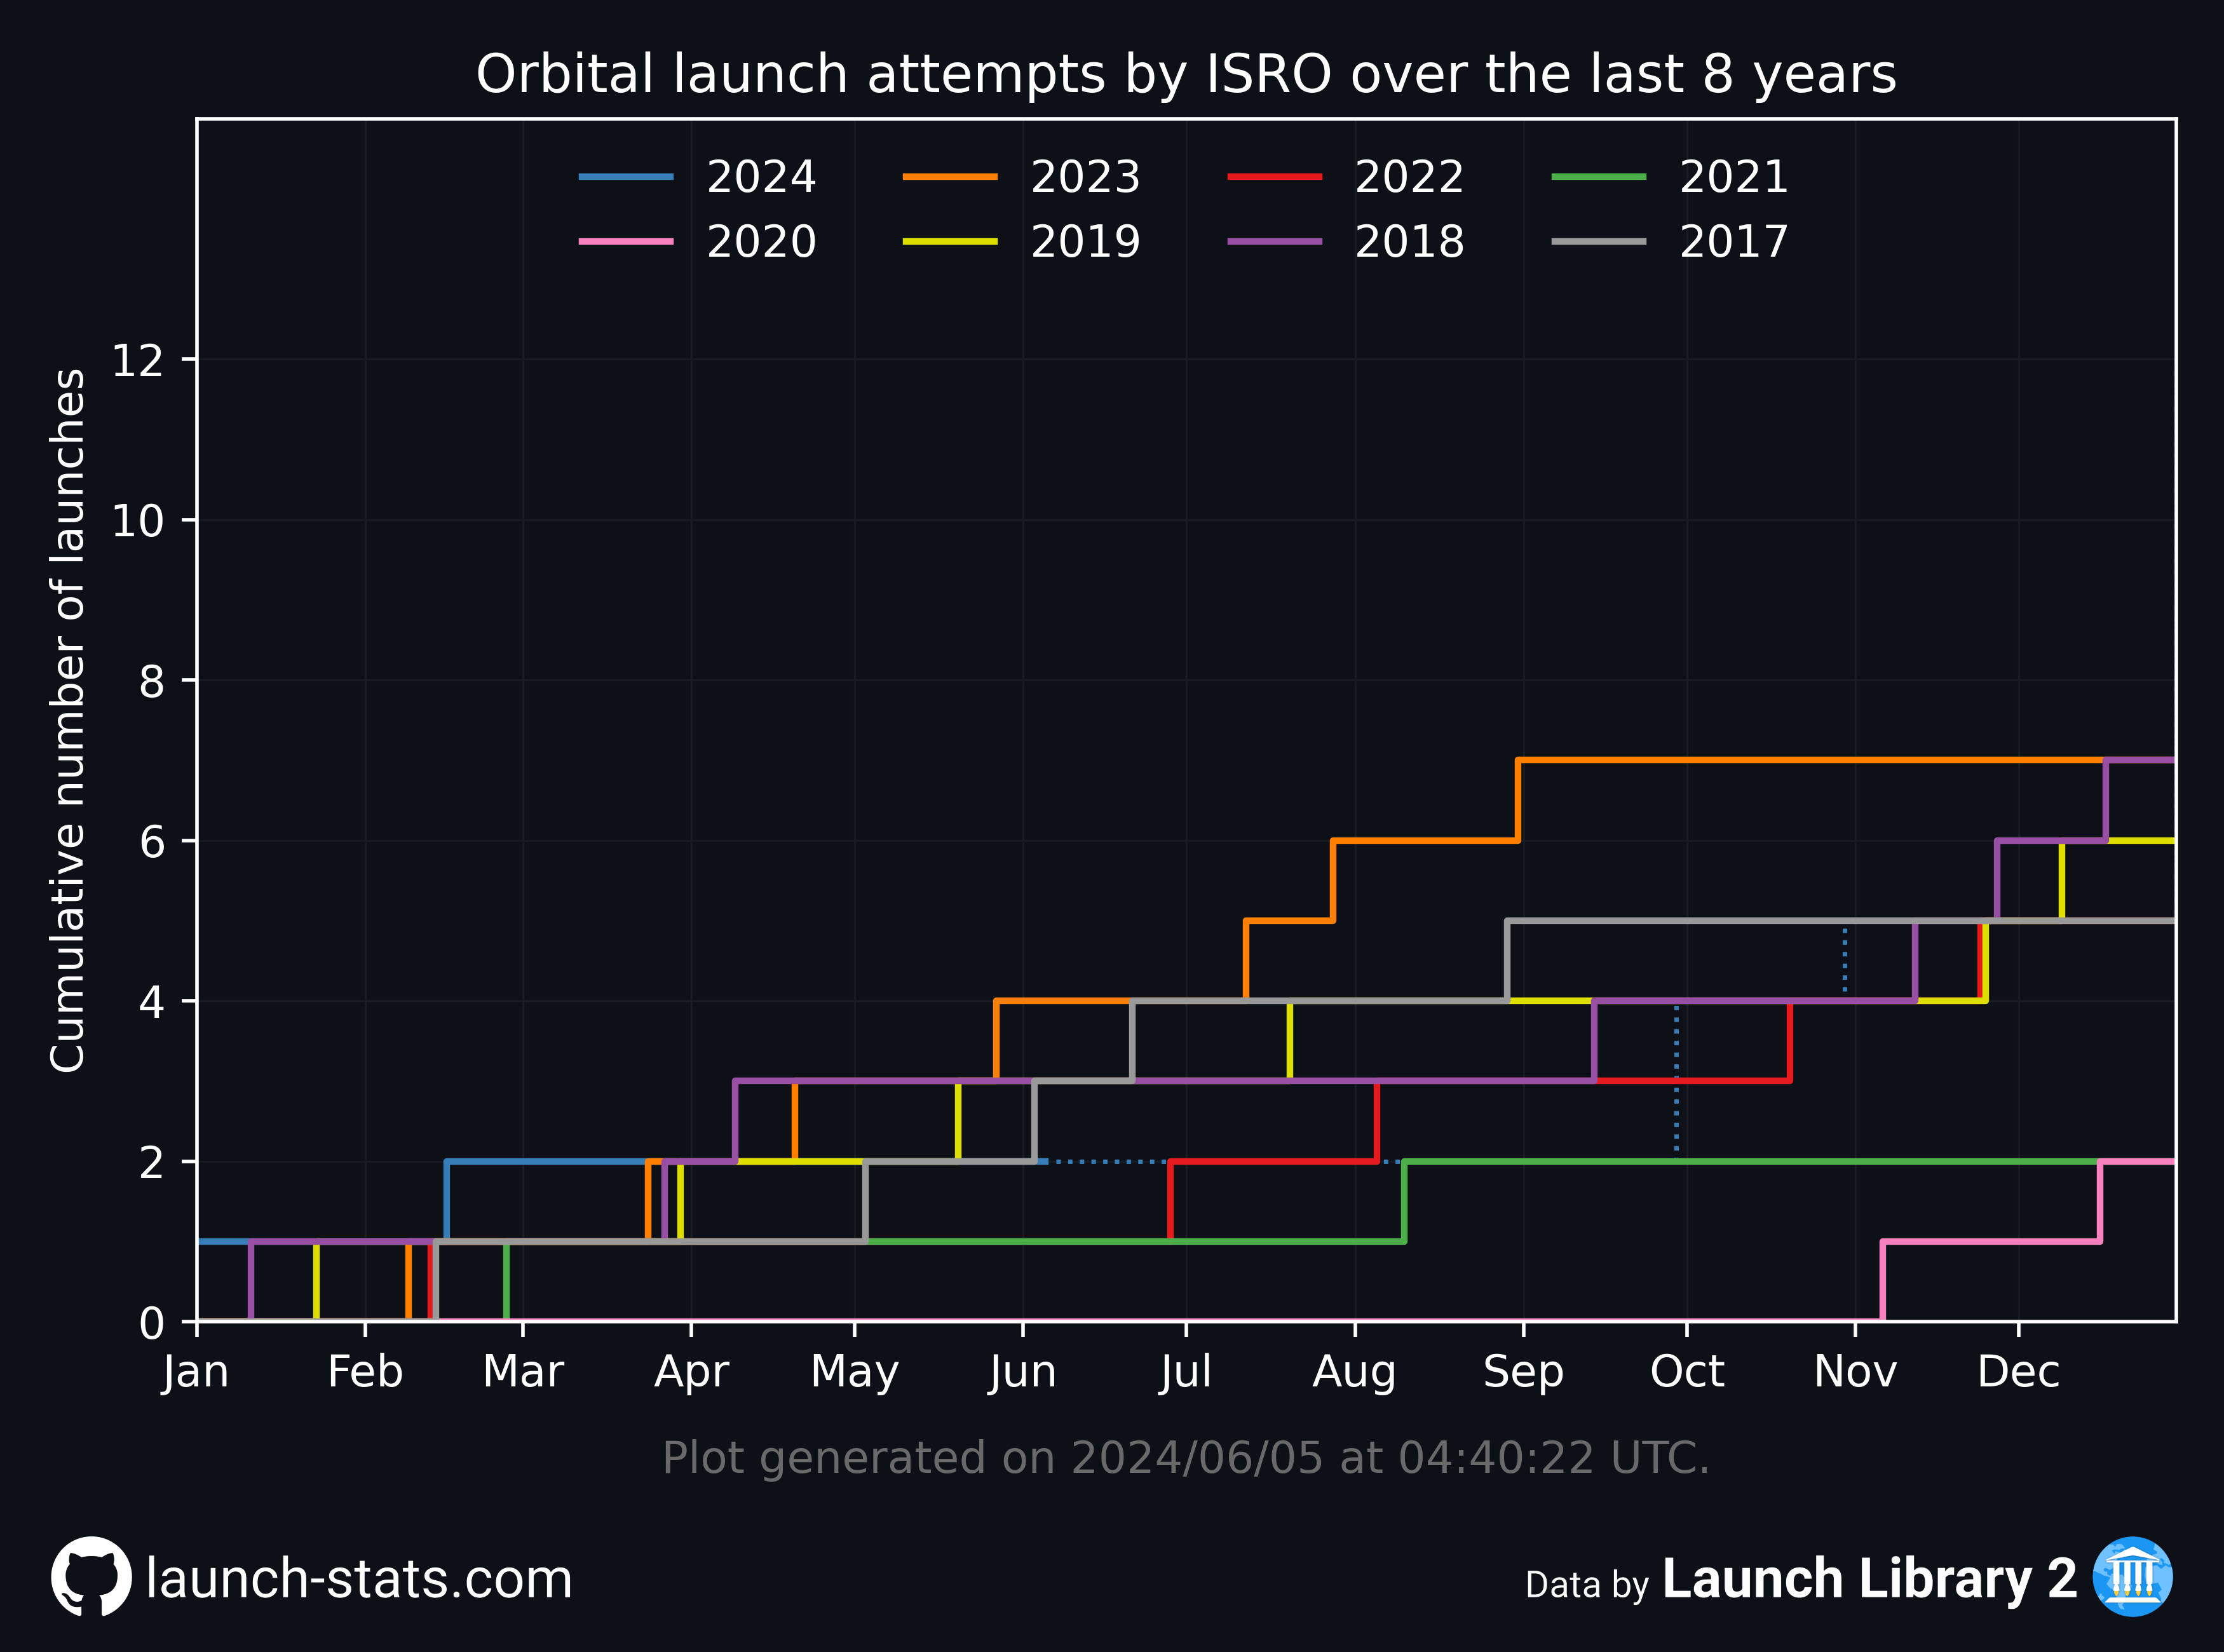 Orbital launch attempts by ISRO over the last 8 years
2024 2023 2022 2021
2020 2019 2018 2017
Cumulative number of launches
12
10
8
6
4
2
0
Jan Feb Mar Apr May Jun Jul Aug Sep Oct Nov Dec
Plot generated on 2024/06/05 at 04:40:22 UTC.
launch-stats.com
Data by Launch Library 2